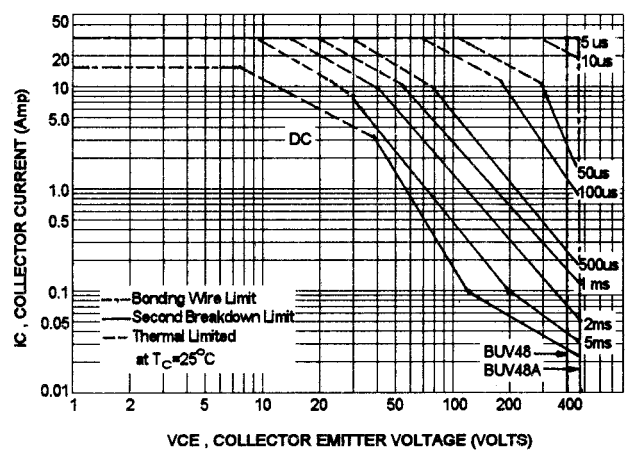 50
20
10
5.0
1.0
0.5
0.1
0.05
0.01
IC , COLLECTOR CURRENT (Amp)
5 us
10us
DC
50us
100us
500us
1 ms
2ms
5ms
Bonding Wire Limit
Second Breakdown Limit
Thermal Limited
at TC=25°C
BUV48
BUV48A
1 2 5 10 20 50 100 200 400
VCE , COLLECTOR EMITTER VOLTAGE (VOLTS)